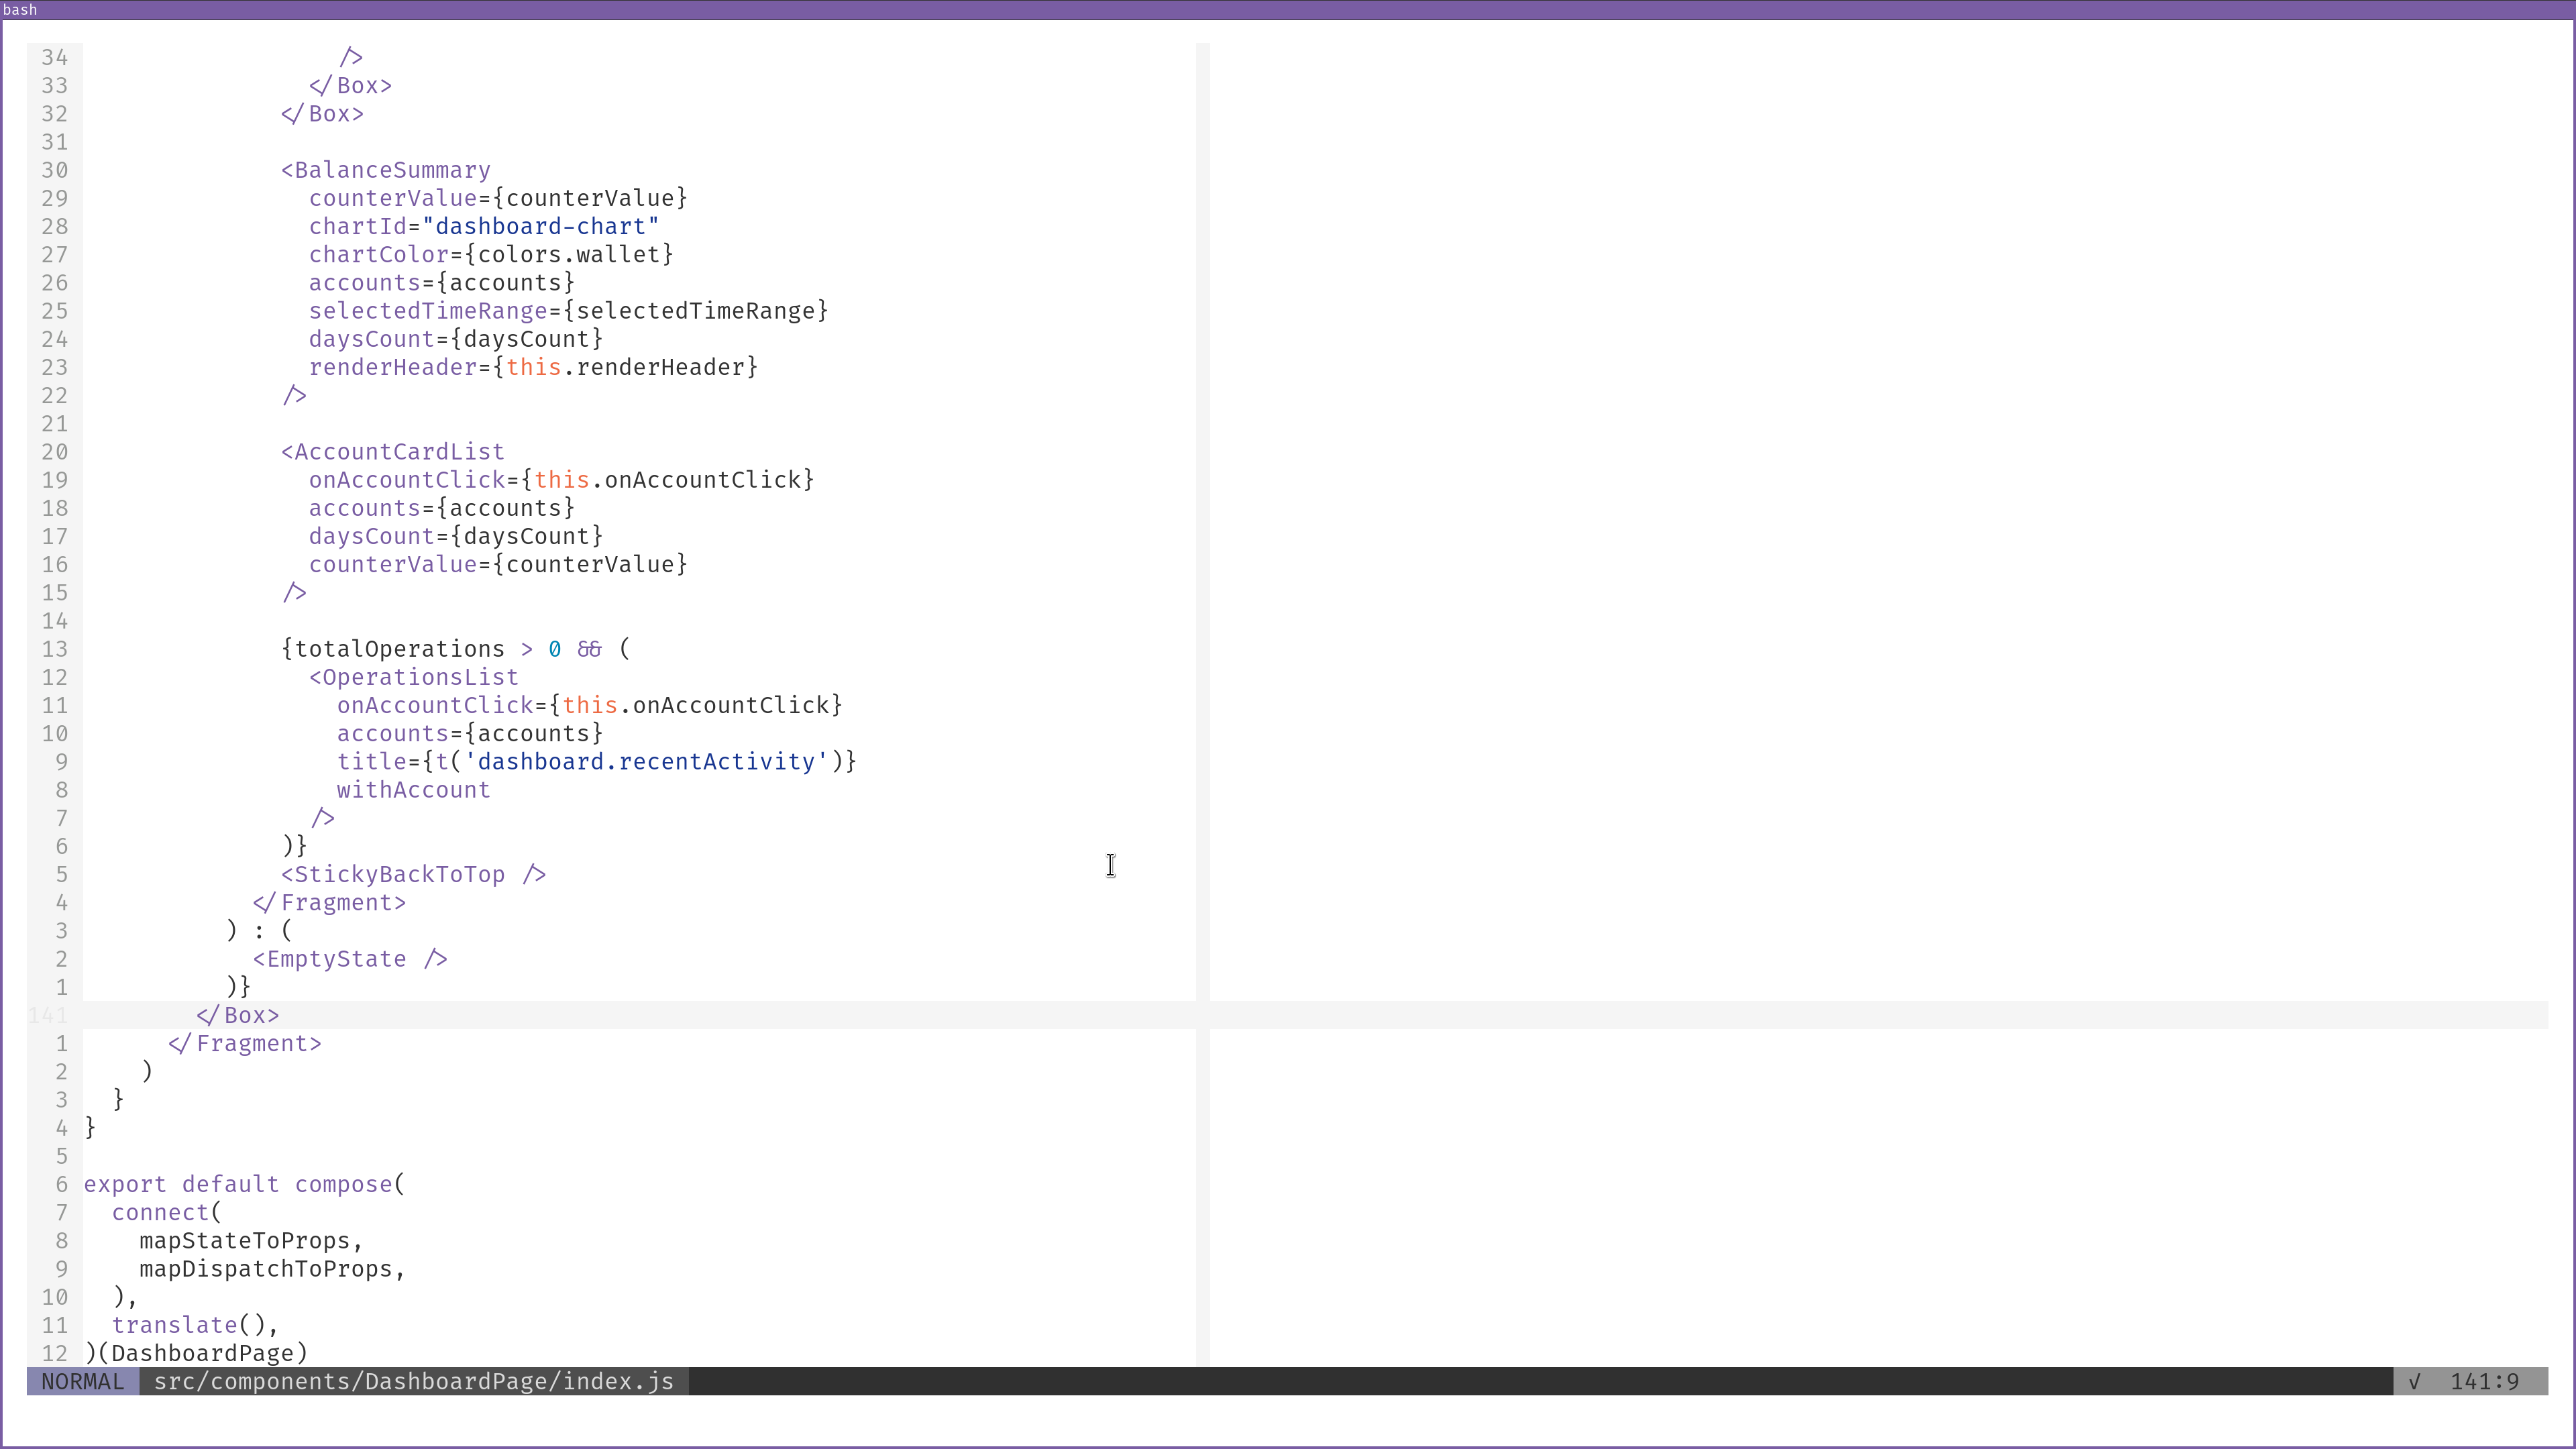 bash
34                   />
33                 </Box>
32               </Box>
31
30               <BalanceSummary
29                 counterValue={counterValue}
28                 chartId="dashboard-chart"
27                 chartColor={colors.wallet}
26                 accounts={accounts}
25                 selectedTimeRange={selectedTimeRange}
24                 daysCount={daysCount}
23                 renderHeader={this.renderHeader}
22               />
21
20               <AccountCardList
19                 onAccountClick={this.onAccountClick}
18                 accounts={accounts}
17                 daysCount={daysCount}
16                 counterValue={counterValue}
15               />
14
13               {totalOperations > 0 && (
12                 <OperationsList
11                   onAccountClick={this.onAccountClick}
10                   accounts={accounts}
9                   title={t('dashboard.recentActivity')}
8                   withAccount
7                 />
6               )}
5               <StickyBackToTop />
4             </Fragment>
3           ) : (
2             <EmptyState />
1           )}
141         </Box>
1       </Fragment>
2     )
3   }
4 }
5
6 export default compose(
7   connect(
8     mapStateToProps,
9     mapDispatchToProps,
10   ),
11   translate(),
12 )(DashboardPage)
NORMAL src/components/DashboardPage/index.js √ 141:9